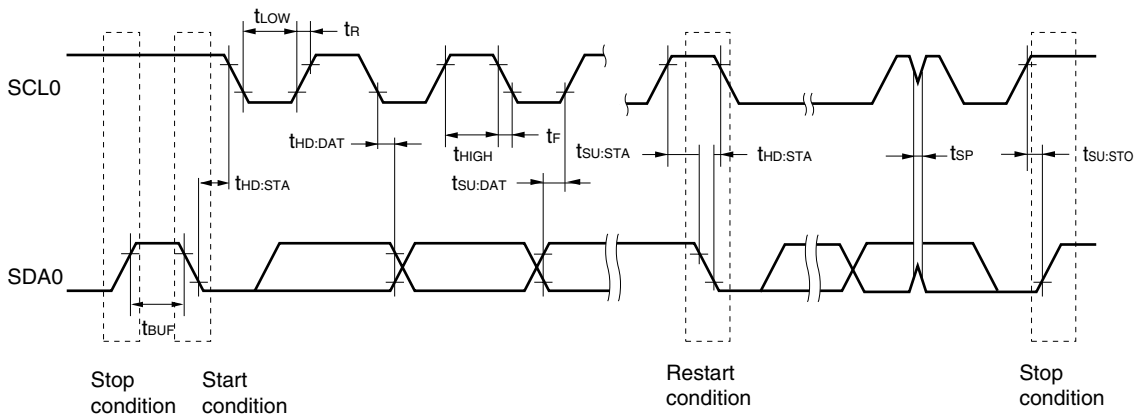 tLOW
tR
SCL0
tHD:DAT
tHIGH
tF
tSU:STA
tHD:STA
tSP
tSU:STO
tHD:STA
tSU:DAT
SDA0
tBUF
Stop
condition
Start
condition
Restart
condition
Stop
condition